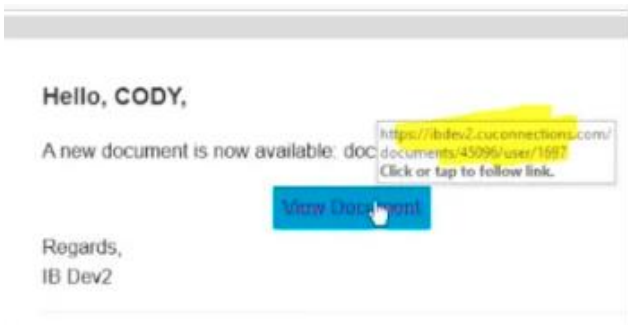 Hello, CODY,
A new document is now available: doc
https://ibdev2.cuconnections.com/
documents/45096/user/1697
Click or tap to follow link.
View Document
Regards,
IB Dev2